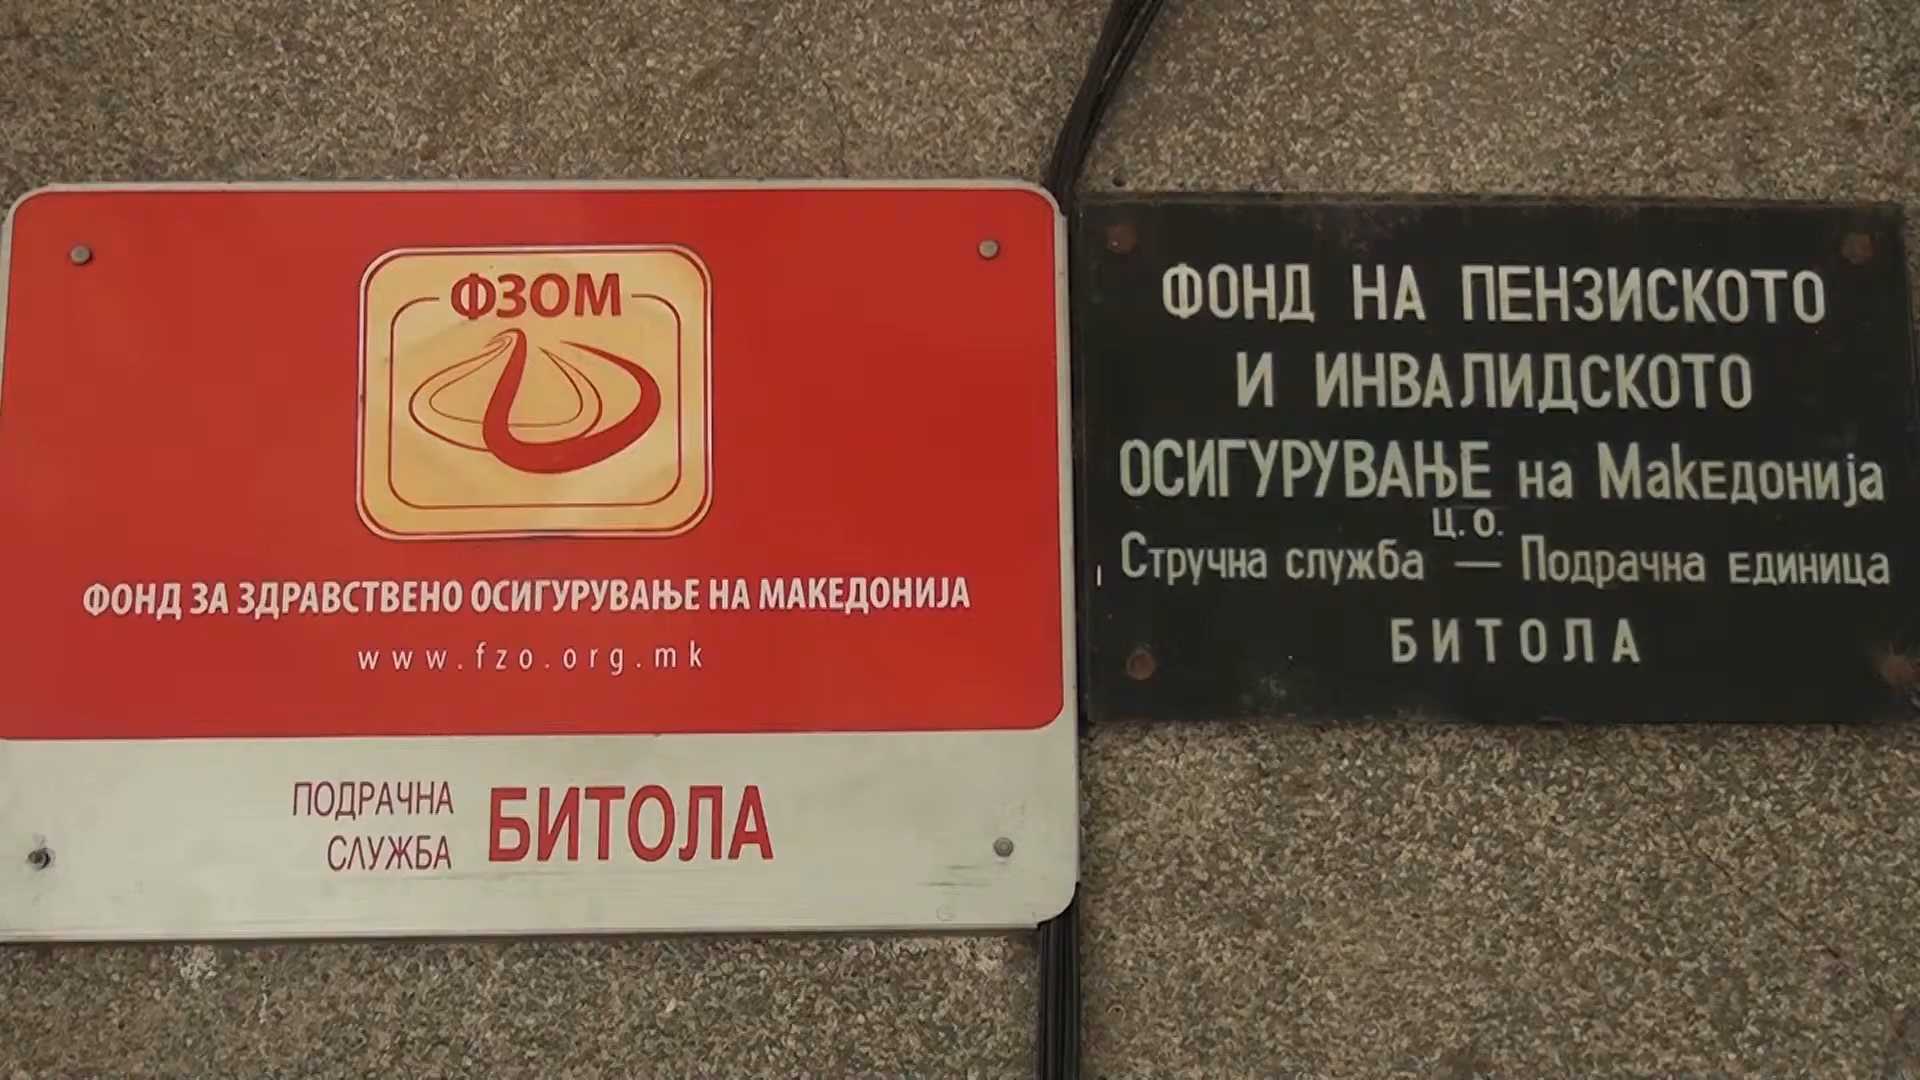 ФЗОМ
ФОНД ЗА ЗДРАВСТВЕНО ОСИГУРУВАЊЕ НА МАКЕДОНИЈА
www.fzo.org.mk
ПОДРАЧНА
СЛУЖБА
БИТОЛА
ФОНД НА ПЕНЗИСКОТО
И ИНВАЛИДСКОТО
ОСИГУРУВАЊЕ на Македонија
ц.о.
Стручна служба — Подрачна единица
БИТОЛА